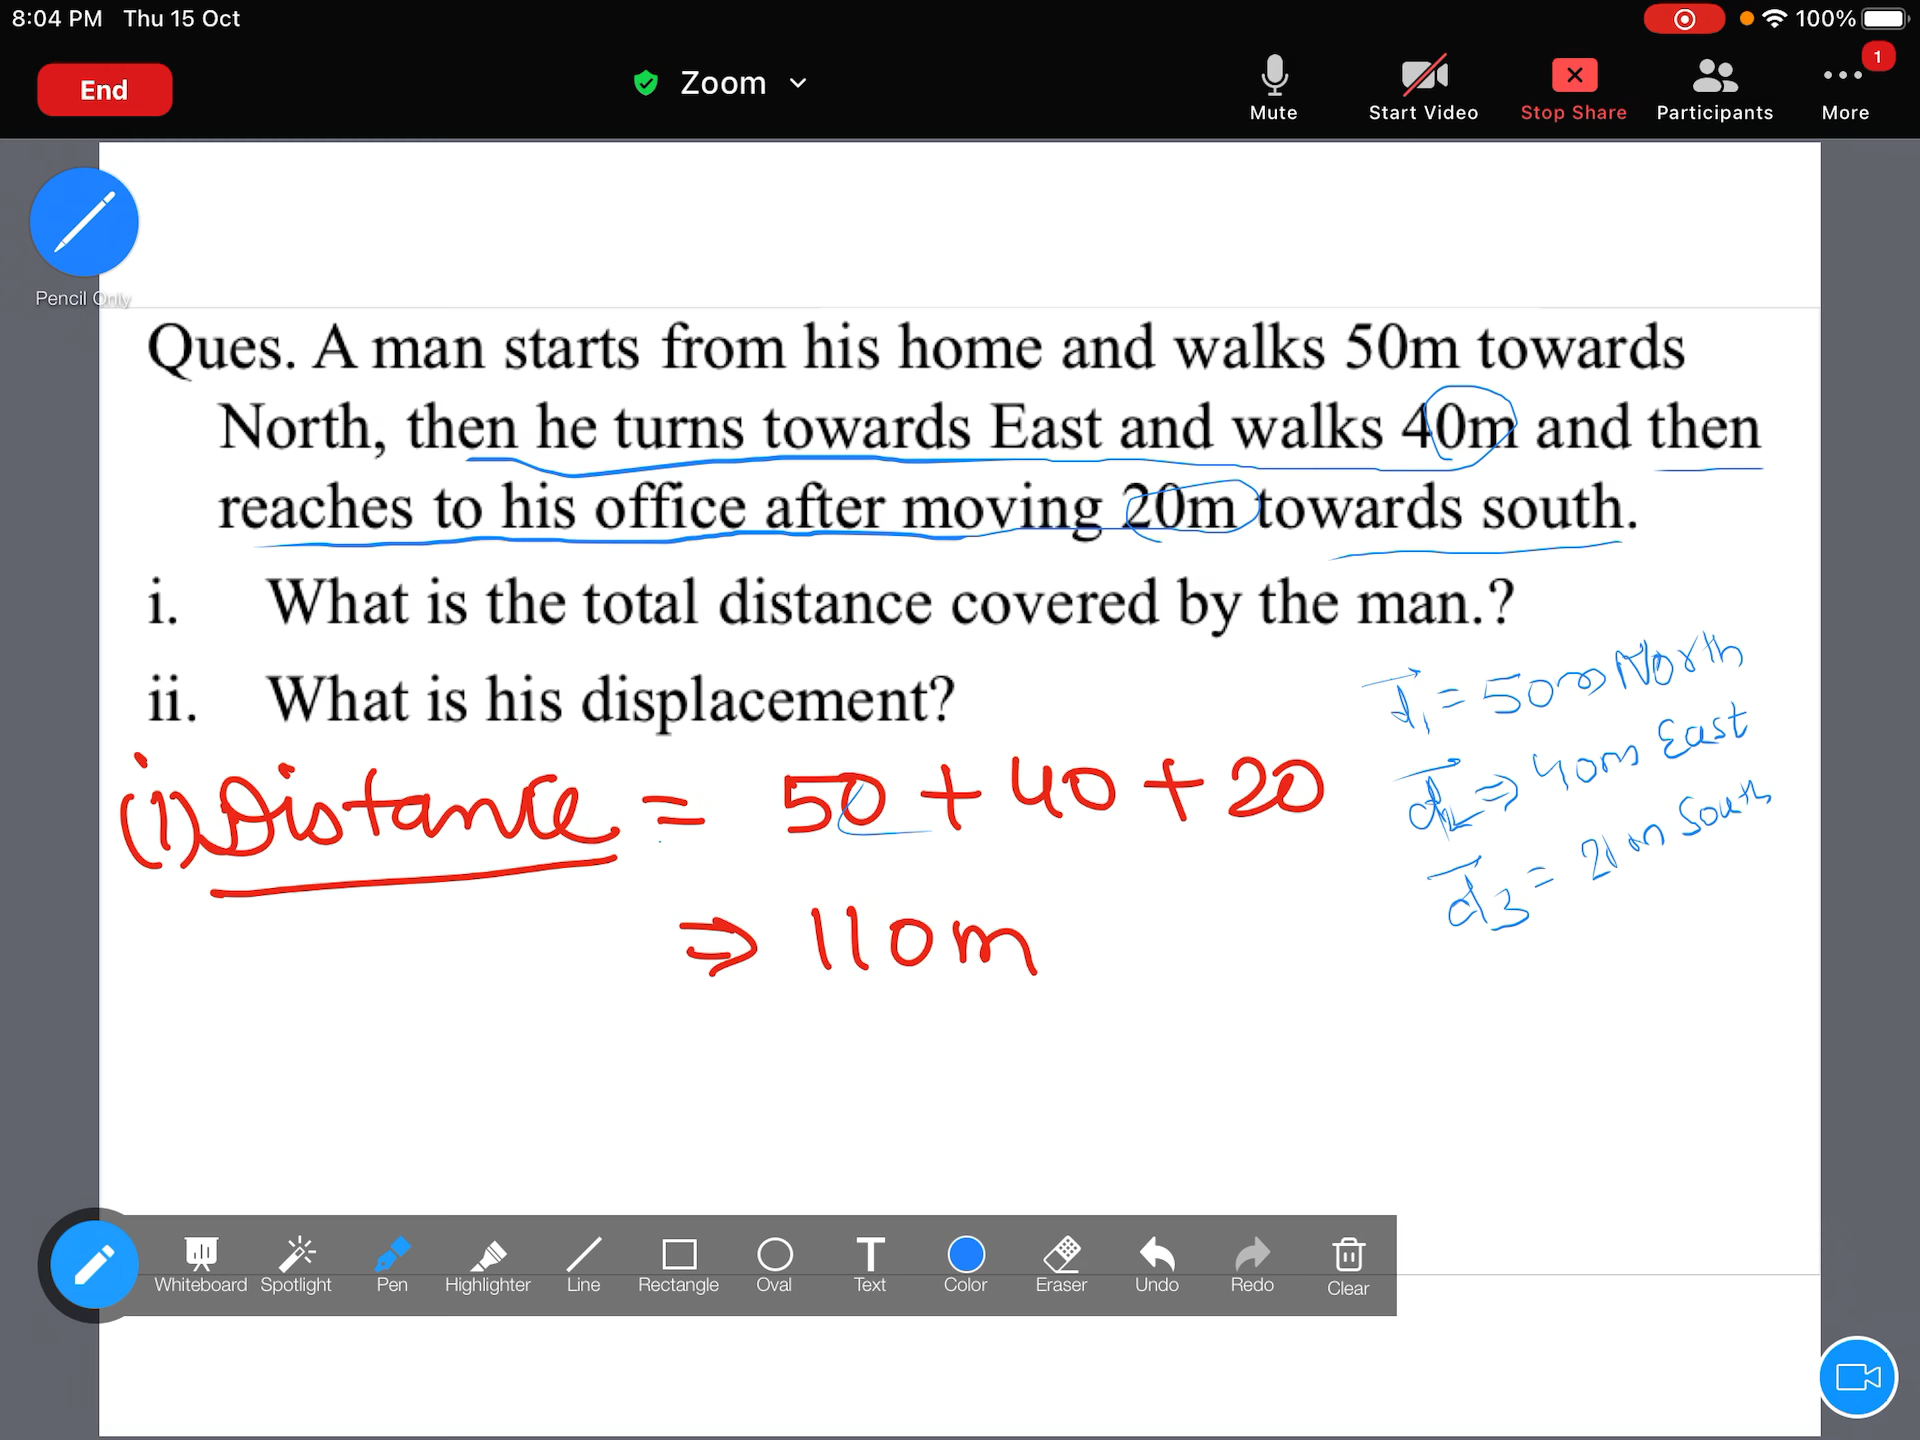 8:04 PM Thu 15 Oct
100%
End
Zoom
Mute
Start Video
Stop Share
Participants
More
1
Pencil Only
Ques. A man starts from his home and walks 50m towards
North, then he turns towards East and walks 40m and then
reaches to his office after moving 20m towards south.
i. What is the total distance covered by the man.?
ii. What is his displacement?
d₁ = 50m North
d₂ ⇒ 40m East
d₃ = 20m South
(i) Distance = 50 + 40 + 20
⇒ 110m
Whiteboard Spotlight Pen Highlighter Line Rectangle Oval Text Color Eraser Undo Redo Clear